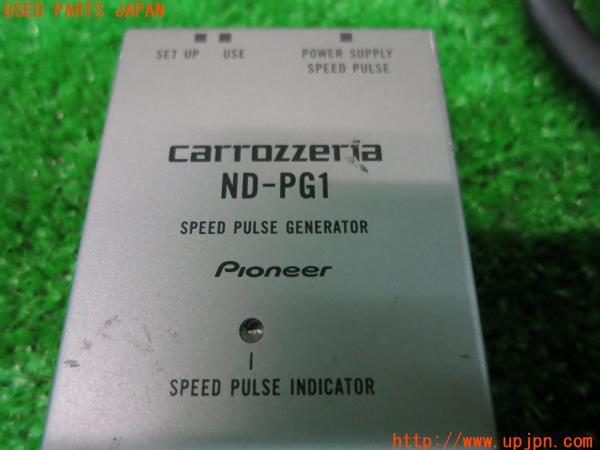 USED PARTS JAPAN
SET UP USE POWER SUPPLY
SPEED PULSE
carrozzeria
ND-PG1
SPEED PULSE GENERATOR
Pioneer
SPEED PULSE INDICATOR
http://www.upjpn.com